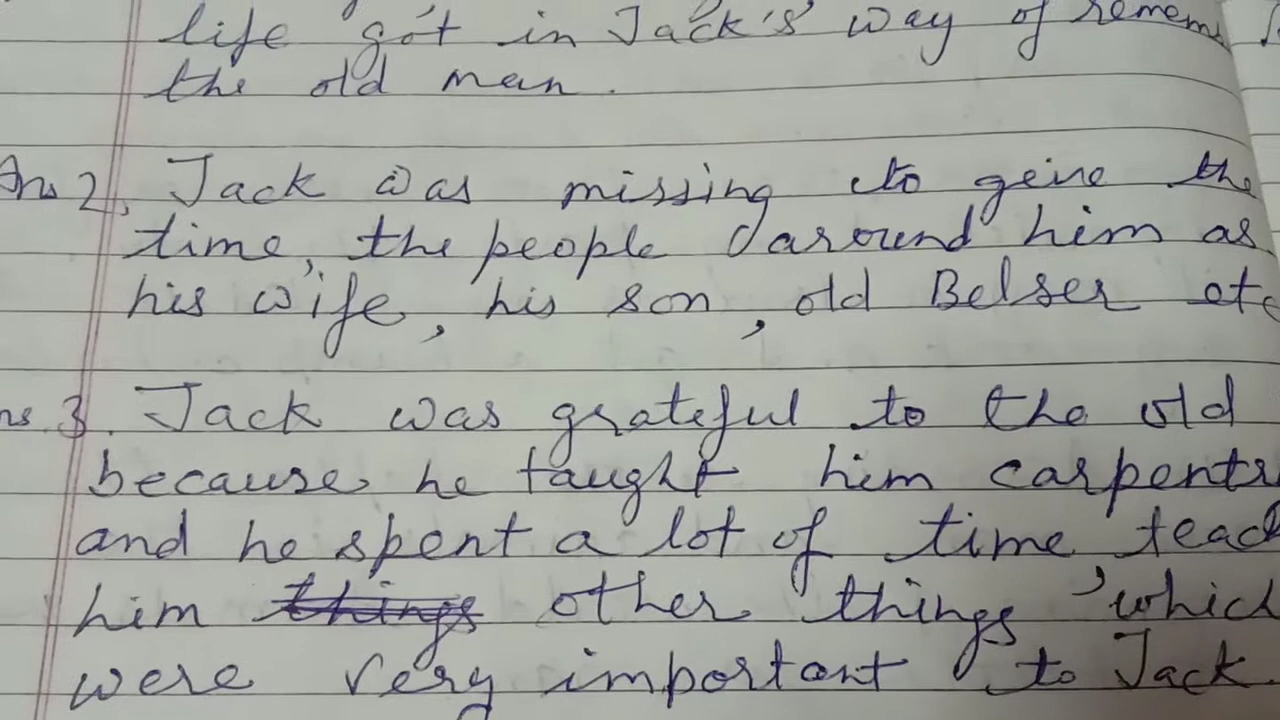 life got in Jack's way of remem
the old man.
Ans 2, Jack was missing to geive the
time, the people around him as
his wife, his son, old Belser etc
ns. 3. Jack was grateful to the old
because he taught him carpentr
and he spent a lot of time teach
him things other things which
were very important to Jack.